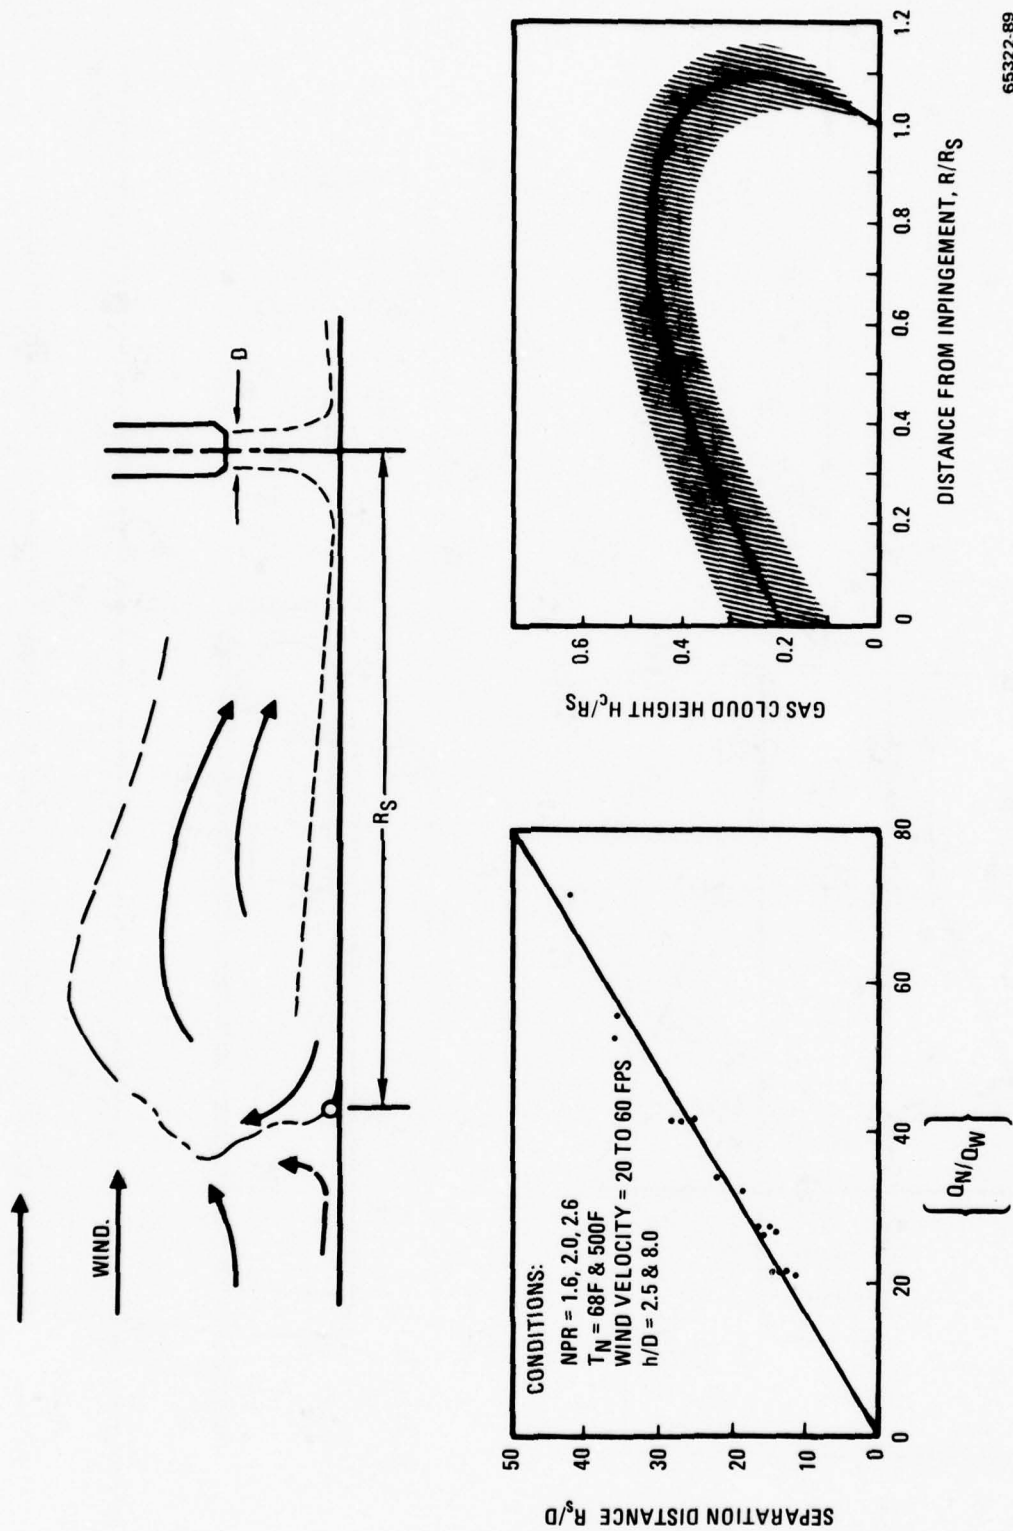 WIND.
D
R_S
SEPARATION DISTANCE R_s/D
50
40
30
20
10
0
CONDITIONS:
NPR = 1.6, 2.0, 2.6
T_N = 68F & 500F
WIND VELOCITY = 20 TO 60 FPS
h/D = 2.5 & 8.0
0
20
40
60
80
{Q_N/Q_W}
GAS CLOUD HEIGHT H_c/R_S
0.6
0.4
0.2
0
0
0.2
0.4
0.6
0.8
1.0
1.2
DISTANCE FROM INPINGEMENT, R/R_S
65322-89